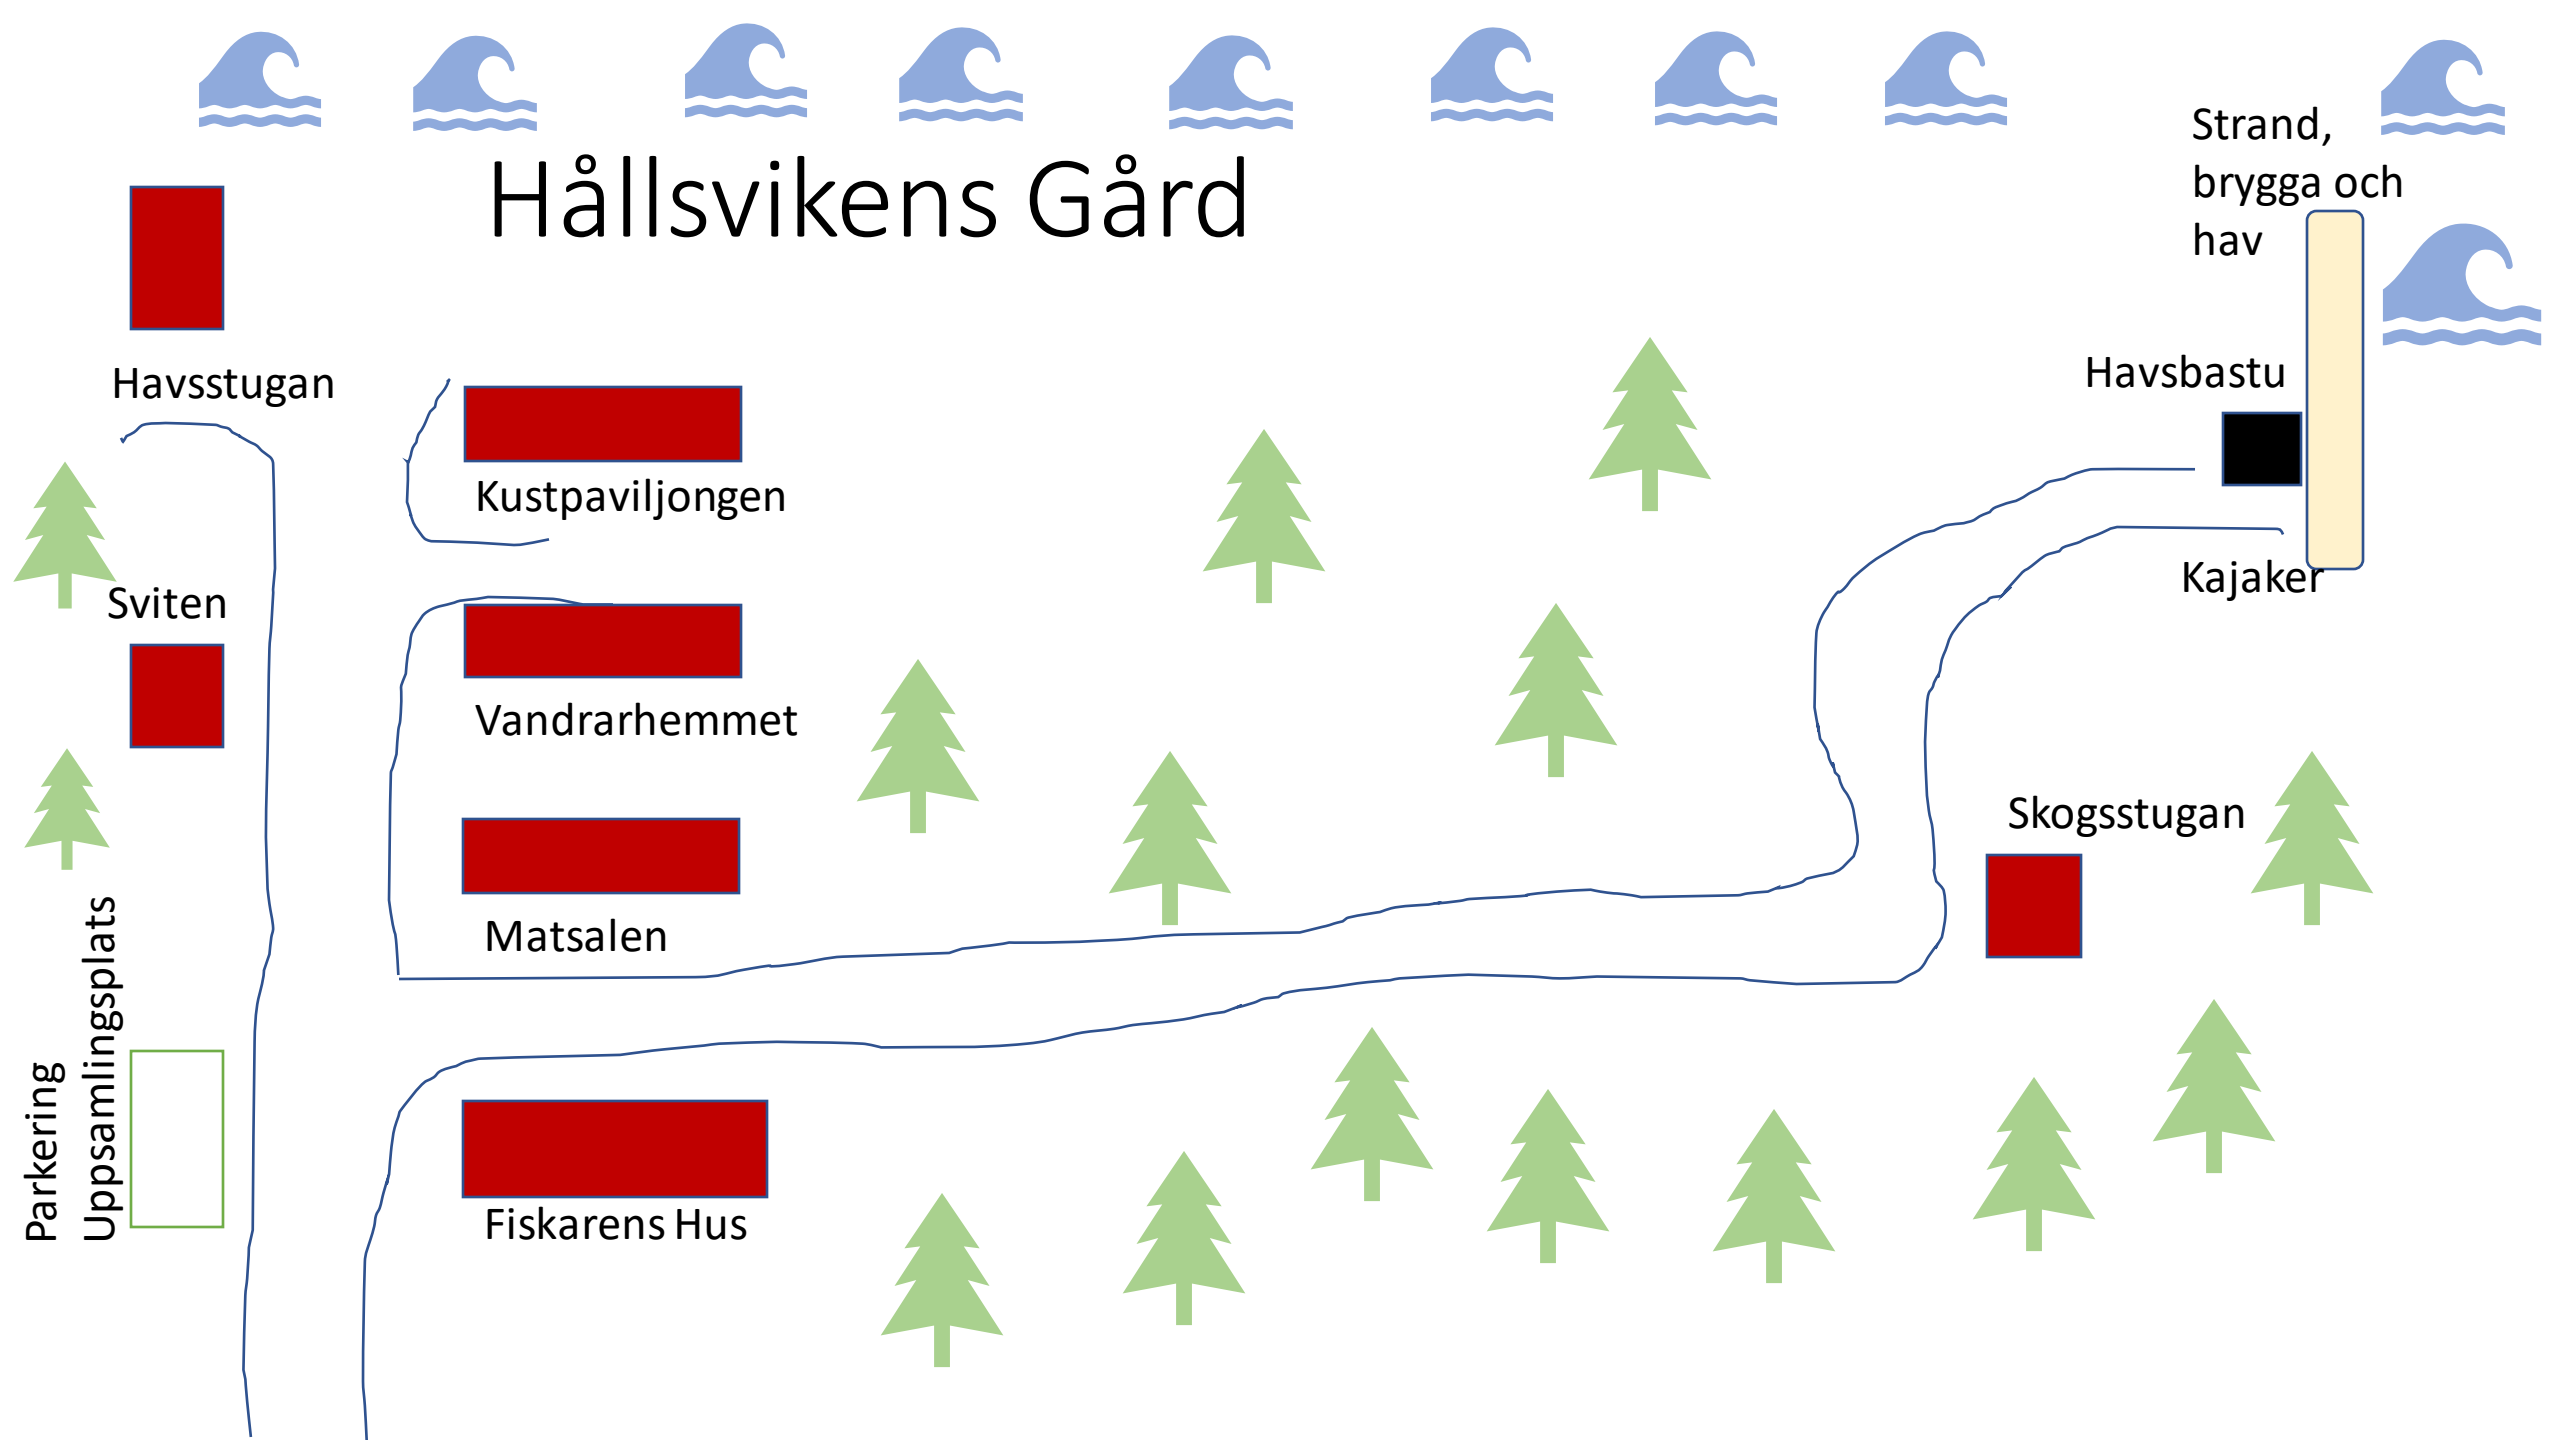 Strand,
brygga och
hav
Hållsvikens Gård
Havsstugan
Havsbastu
Kustpaviljongen
Kajaker
Sviten
Vandrarhemmet
Skogsstugan
Matsalen
Parkering
Uppsamlingsplats
Fiskarens Hus